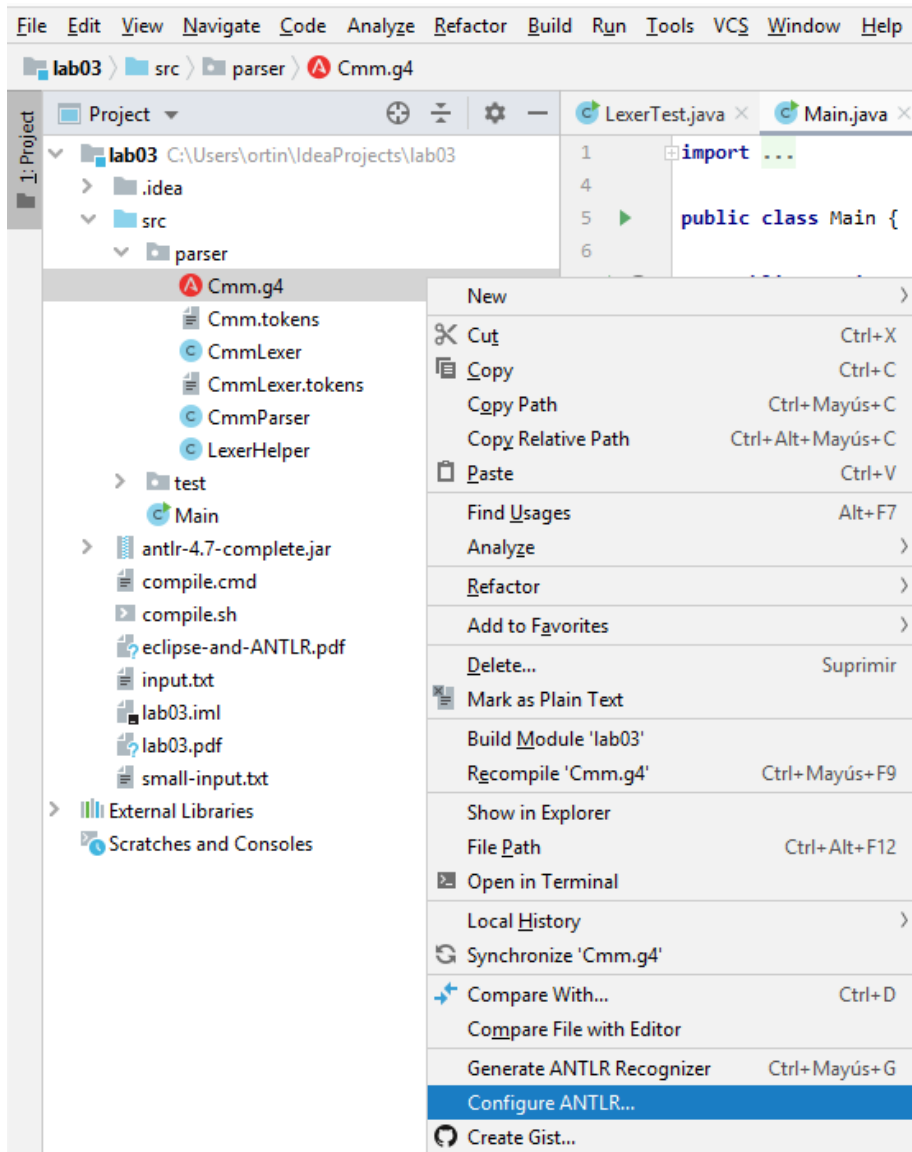 File Edit View Navigate Code Analyze Refactor Build Run Tools VCS Window Help
lab03 src parser Cmm.g4
1: Project
Project
LexerTest.java Main.java
lab03 C:\Users\ortin\IdeaProjects\lab03
1 import ...
.idea
4
src
5 public class Main {
parser
6
Cmm.g4
Cmm.tokens
CmmLexer
CmmLexer.tokens
CmmParser
LexerHelper
test
Main
antlr-4.7-complete.jar
compile.cmd
compile.sh
eclipse-and-ANTLR.pdf
input.txt
lab03.iml
lab03.pdf
small-input.txt
External Libraries
Scratches and Consoles
New
Cut Ctrl+X
Copy Ctrl+C
Copy Path Ctrl+Mayús+C
Copy Relative Path Ctrl+Alt+Mayús+C
Paste Ctrl+V
Find Usages Alt+F7
Analyze
Refactor
Add to Favorites
Delete... Suprimir
Mark as Plain Text
Build Module 'lab03'
Recompile 'Cmm.g4' Ctrl+Mayús+F9
Show in Explorer
File Path Ctrl+Alt+F12
Open in Terminal
Local History
Synchronize 'Cmm.g4'
Compare With... Ctrl+D
Compare File with Editor
Generate ANTLR Recognizer Ctrl+Mayús+G
Configure ANTLR...
Create Gist...